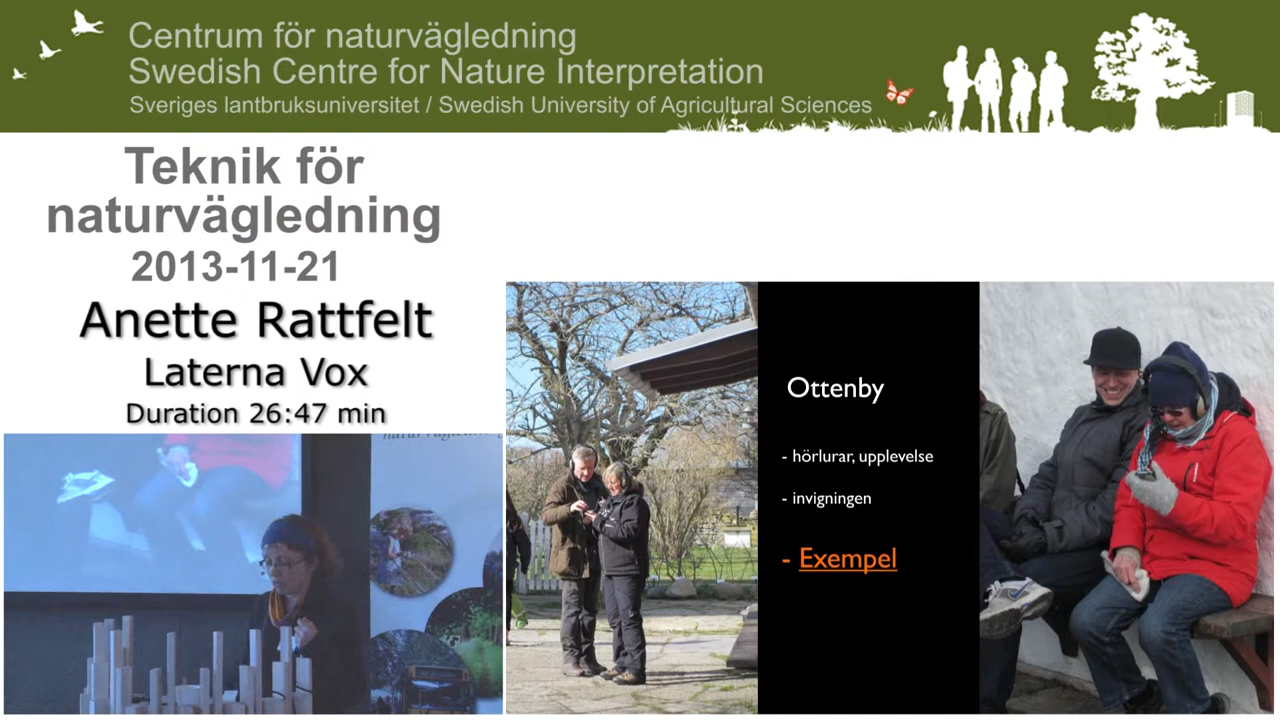 Centrum för naturvägledning
Swedish Centre for Nature Interpretation
Sveriges lantbruksuniversitet / Swedish University of Agricultural Sciences
Teknik för
naturvägledning
2013-11-21
Anette Rattfelt
Laterna Vox
Duration 26:47 min
naturvägledning
Ottenby
- hörlurar, upplevelse
- invigningen
- Exempel